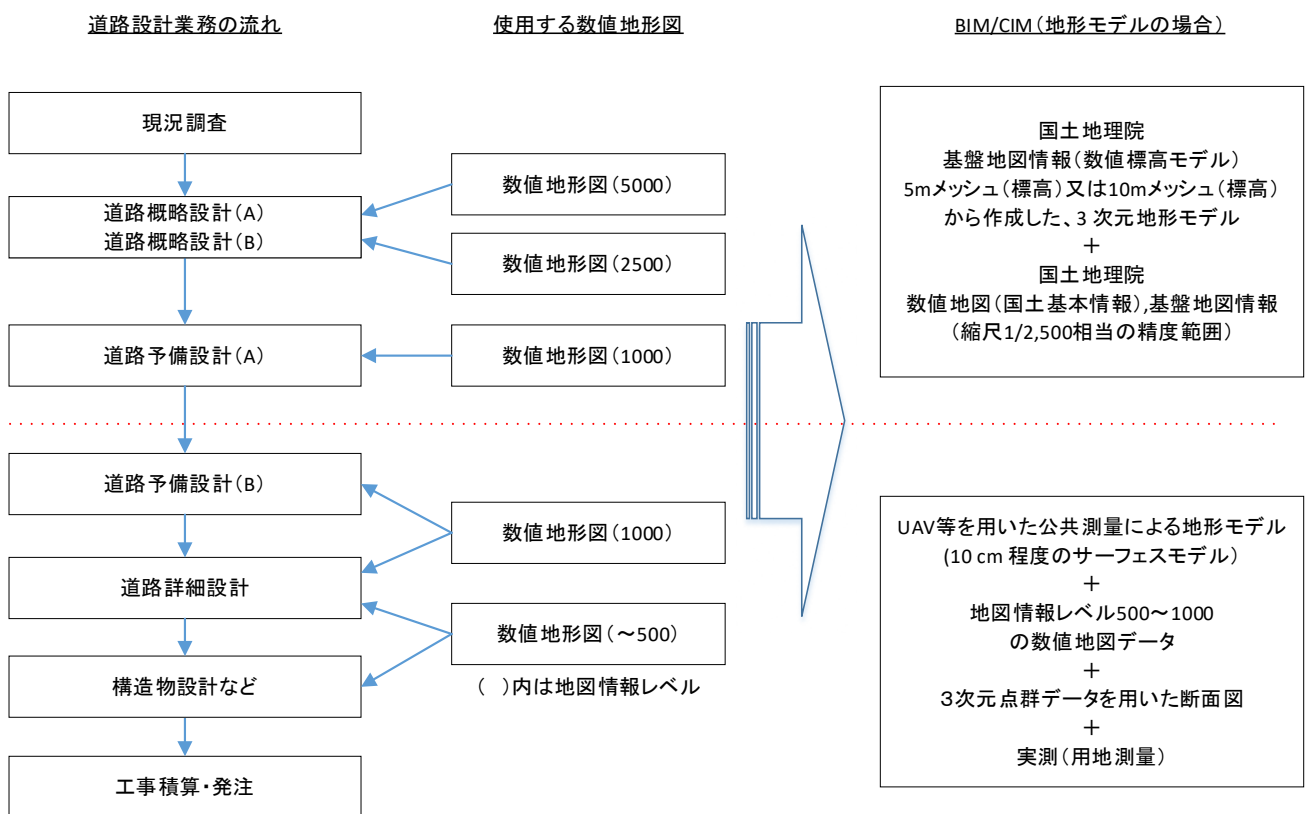 道路設計業務の流れ
使用する数値地形図
BIM/CIM（地形モデルの場合）
現況調査
道路概略設計（A）
道路概略設計（B）
道路予備設計（A）
道路予備設計（B）
道路詳細設計
構造物設計など
工事積算・発注
数値地形図（5000）
数値地形図（2500）
数値地形図（1000）
数値地形図（1000）
数値地形図（～500）
（　）内は地図情報レベル
国土地理院
基盤地図情報（数値標高モデル）
5mメッシュ（標高）又は10mメッシュ（標高）
から作成した、3 次元地形モデル
＋
国土地理院
数値地図（国土基本情報）,基盤地図情報
（縮尺1/2,500相当の精度範囲）
UAV等を用いた公共測量による地形モデル
(10 cm 程度のサーフェスモデル）
＋
地図情報レベル500～1000
の数値地図データ
＋
３次元点群データを用いた断面図
＋
実測（用地測量）